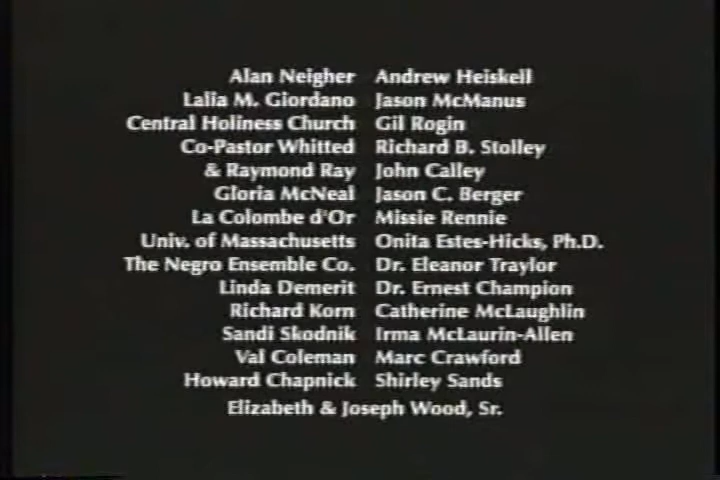 Alan Neigher Andrew Heiskell
Lalia M. Giordano Jason McManus
Central Holiness Church Gil Rogin
Co-Pastor Whitted Richard B. Stolley
& Raymond Ray John Calley
Gloria McNeal Jason C. Berger
La Colombe d'Or Missie Rennie
Univ. of Massachusetts Onita Estes-Hicks, Ph.D.
The Negro Ensemble Co. Dr. Eleanor Traylor
Linda Demerit Dr. Ernest Champion
Richard Korn Catherine McLaughlin
Sandi Skodnik Irma McLaurin-Allen
Val Coleman Marc Crawford
Howard Chapnick Shirley Sands
Elizabeth & Joseph Wood, Sr.